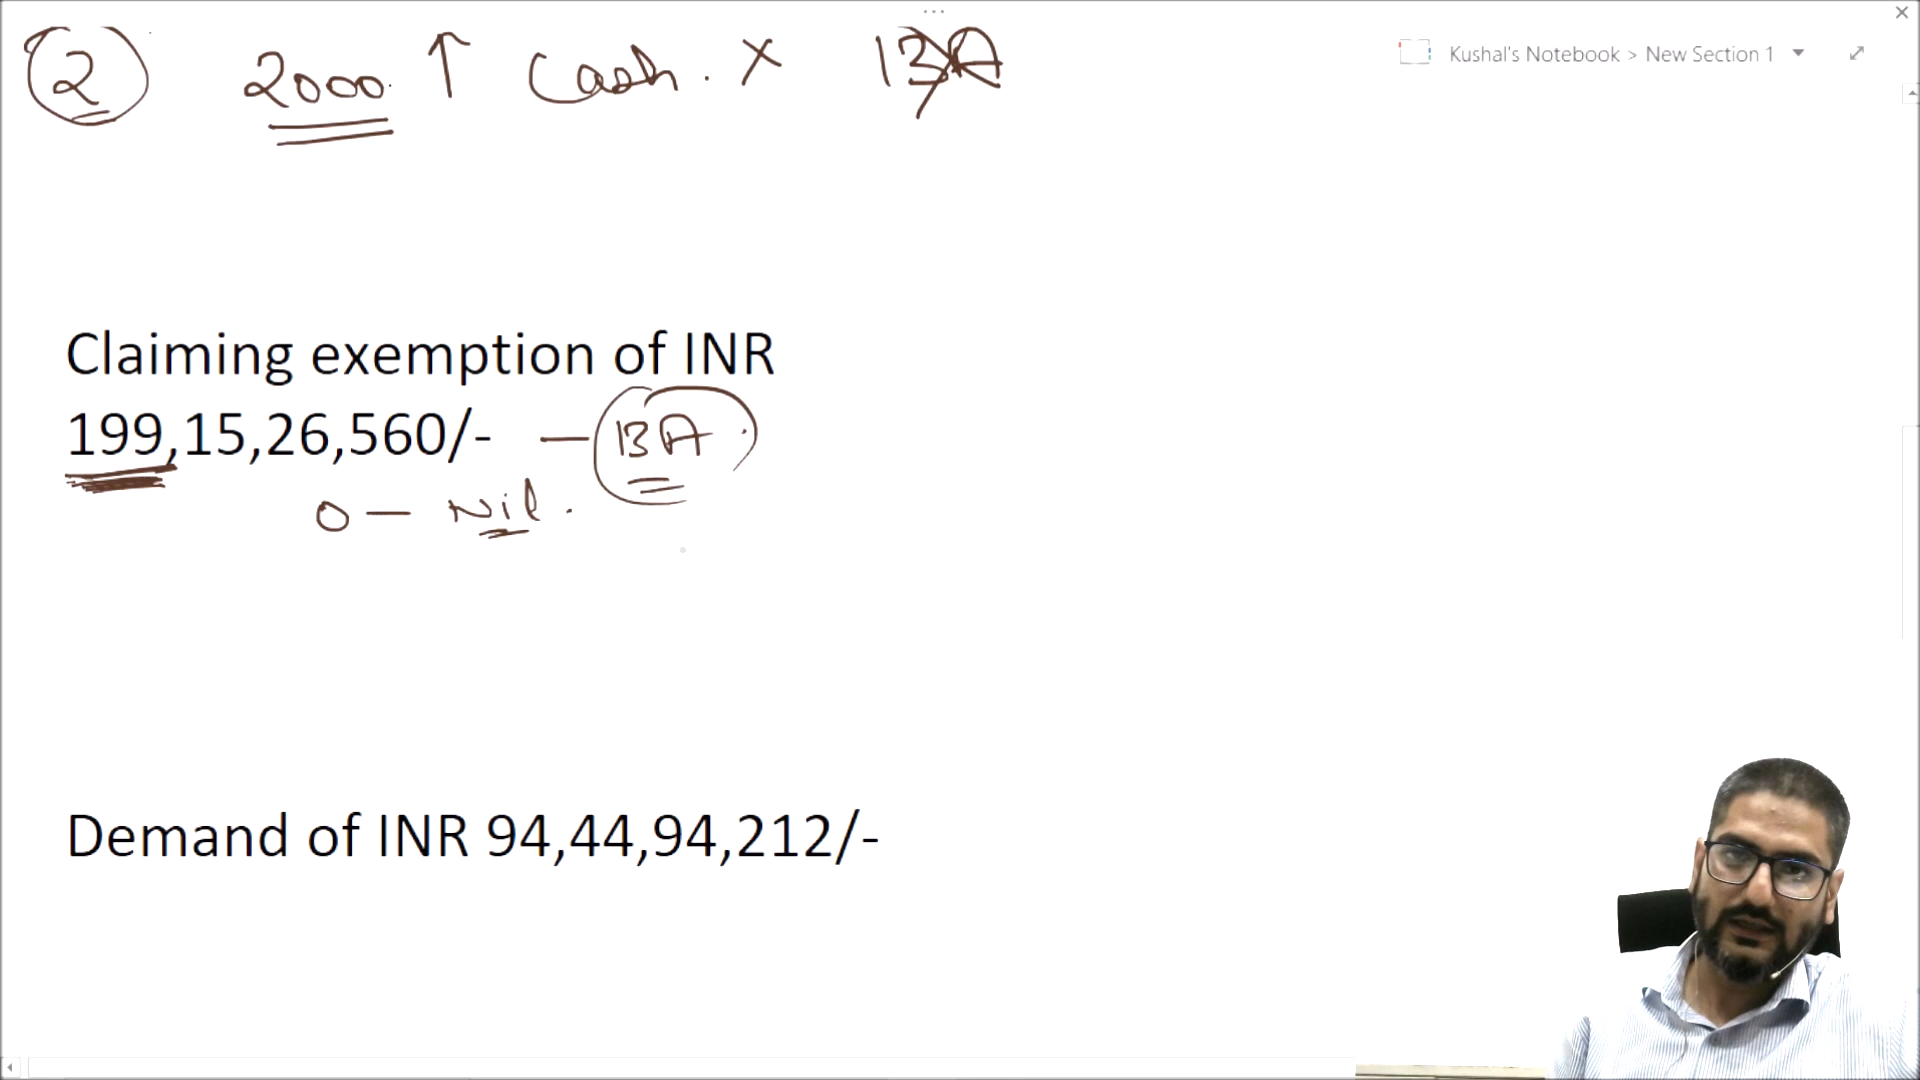 Kushal's Notebook > New Section 1
2 2000 ↑ Cash. × 13A
Claiming exemption of INR
199,15,26,560/- — 13A
0 — Nil.
Demand of INR 94,44,94,212/-